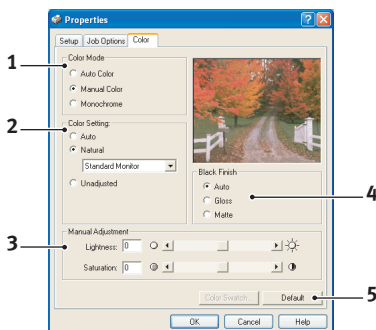 Properties
Setup Job Options Color
1
Color Mode
Auto Color
Manual Color
Monochrome
2
Color Setting:
Auto
Natural
Standard Monitor
Unadjusted
Black Finish
Auto
Gloss
Matte
4
Manual Adjustment
3
Lightness: 0
Saturation: 0
Color Swatch...
Default
5
OK Cancel Help